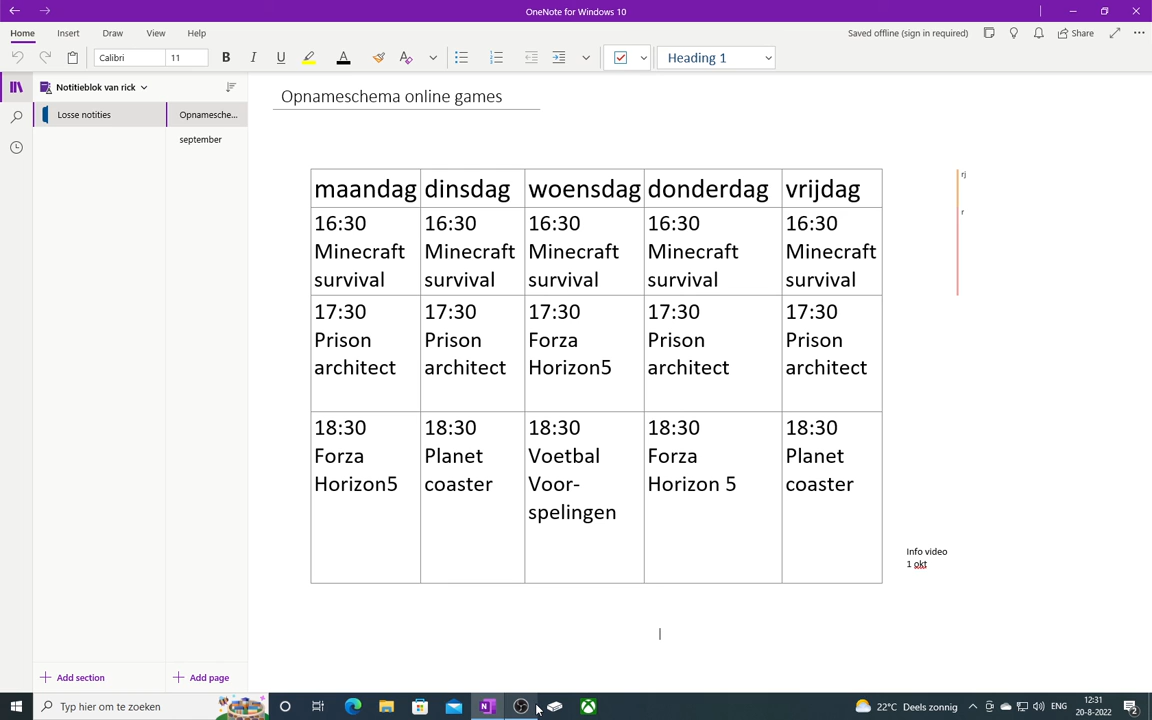 OneNote for Windows 10
Home Insert Draw View Help
Saved offline (sign in required)
Share
Calibri 11 B I U A Heading 1
Notitieblok van rick
Losse notities
Opnamesche...
september
Opnameschema online games
maandag dinsdag woensdag donderdag vrijdag
16:30 16:30 16:30 16:30 16:30
Minecraft Minecraft Minecraft Minecraft Minecraft
survival survival survival survival survival
17:30 17:30 17:30 17:30 17:30
Prison Prison Forza Prison Prison
architect architect Horizon5 architect architect
18:30 18:30 18:30 18:30 18:30
Forza Planet Voetbal Forza Planet
Horizon5 coaster Voor- Horizon 5 coaster
spelingen
rj
r
Info video
1 okt
Add section
Add page
Typ hier om te zoeken
22°C Deels zonnig
ENG
12:31
20-8-2022
2